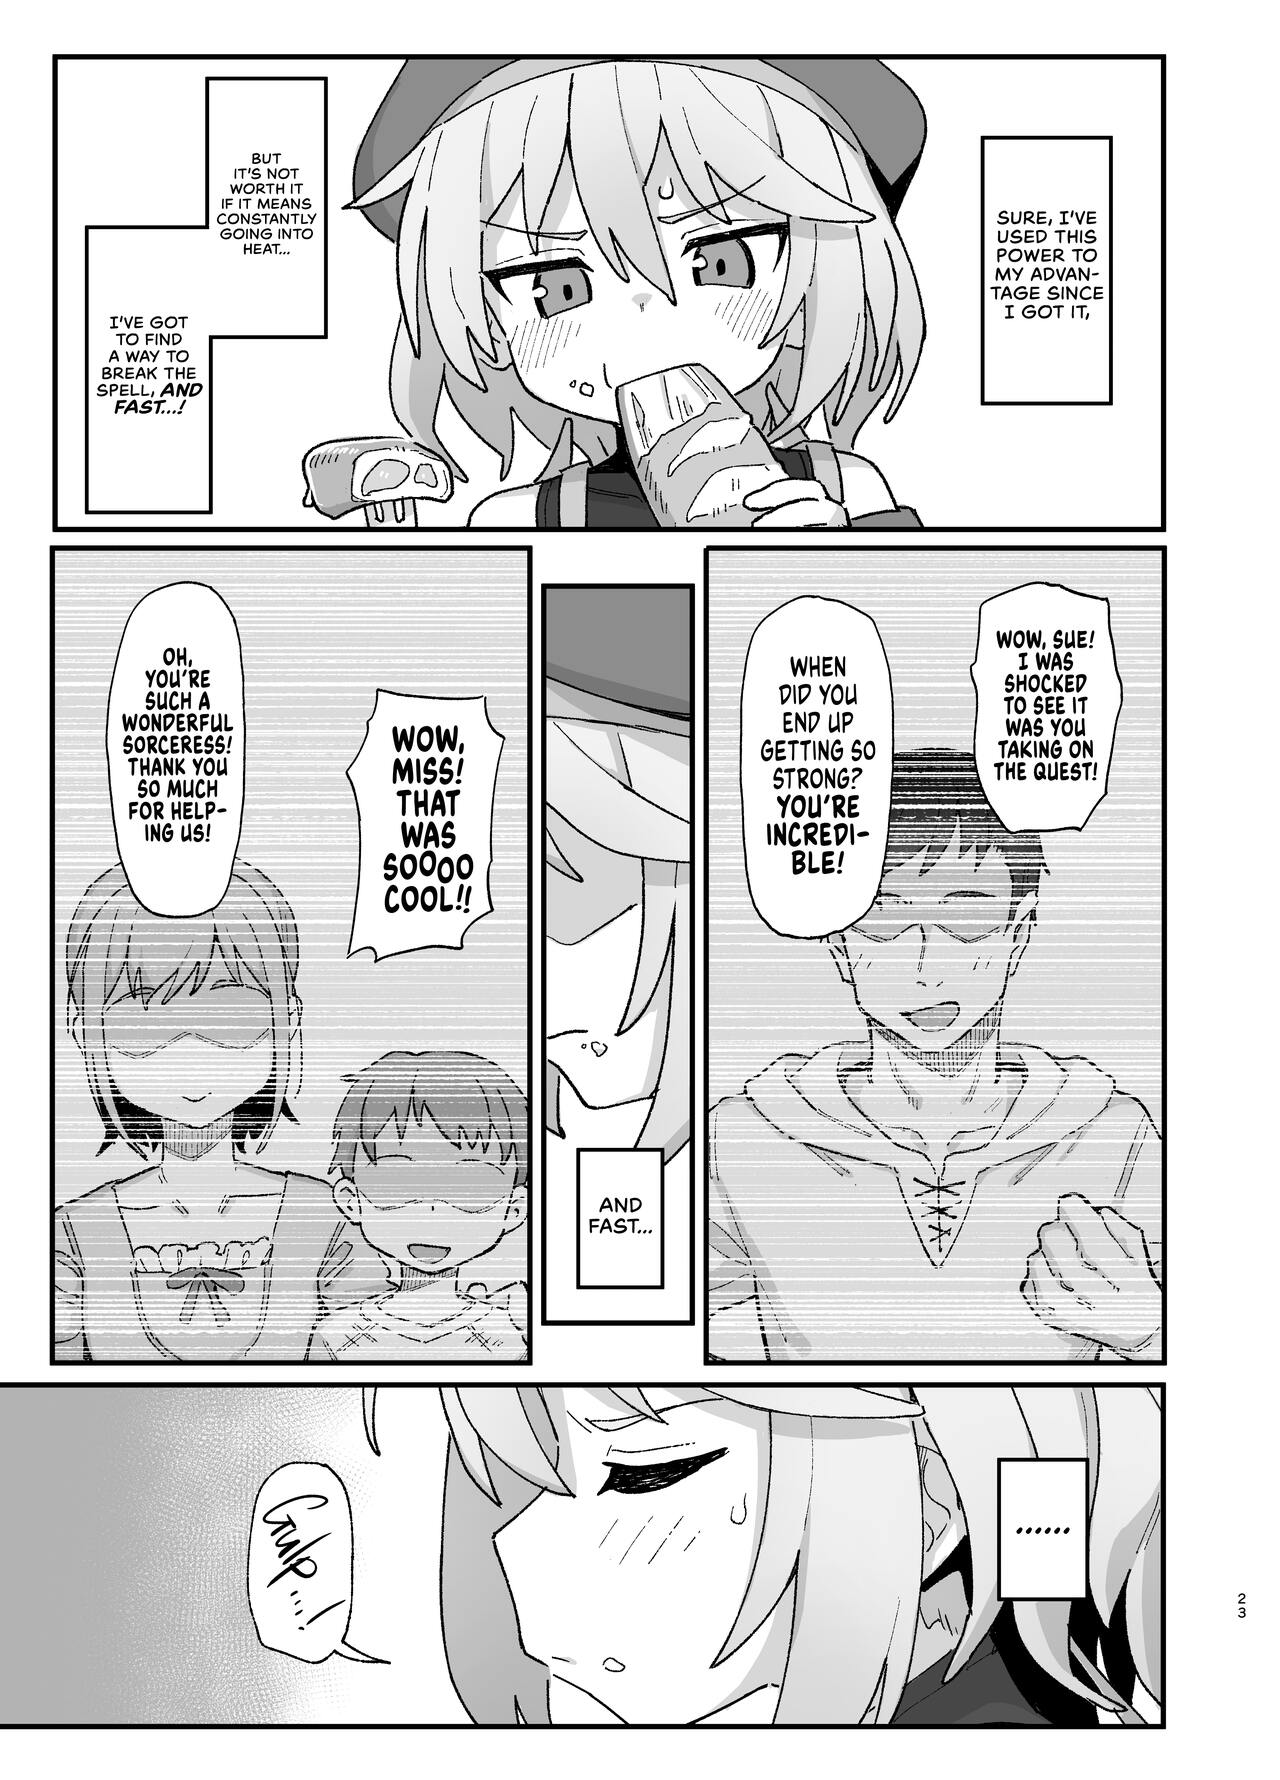 SURE, I'VE
USED THIS
POWER TO
MY ADVAN-
TAGE SINCE
I GOT IT,
BUT
IT'S NOT
WORTH IT
IF IT MEANS
CONSTANTLY
GOING INTO
HEAT...
I'VE GOT
TO FIND
A WAY TO
BREAK THE
SPELL, AND
FAST...!
WOW, SUE!
I WAS
SHOCKED
TO SEE IT
WAS YOU
TAKING ON
THE QUEST!
WHEN
DID YOU
END UP
GETTING SO
STRONG?
YOU'RE
INCREDI-
BLE!
AND
FAST...
WOW,
MISS!
THAT
WAS
SOOOO
COOL!!
OH,
YOU'RE
SUCH A
WONDERFUL
SORCERESS!
THANK YOU
SO MUCH
FOR HELP-
ING US!
......
Gulp...!
23